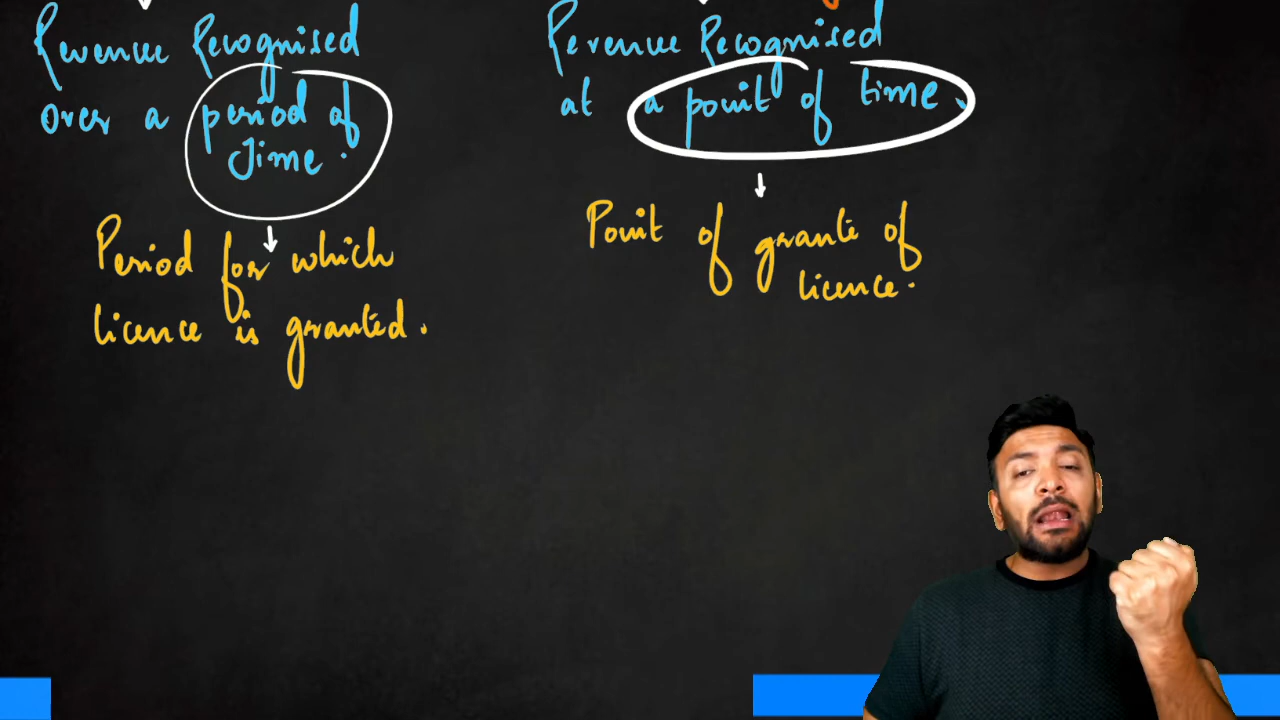 Revenue Recognised
over a period of
Time.
Period for which
licence is granted.
Revenue Recognised
at a point of time.
Point of grante of
licence.